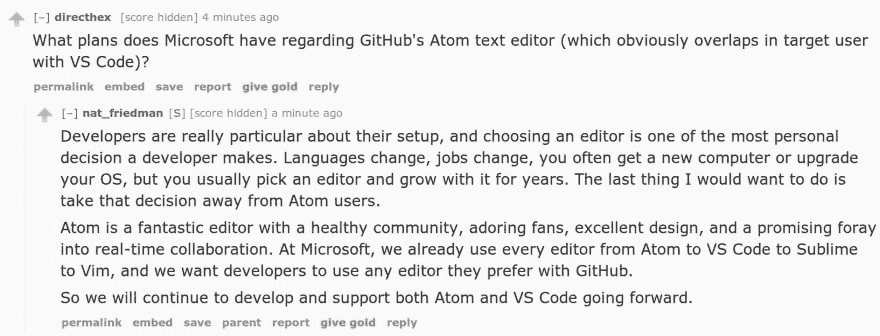 [–] directhex [score hidden] 4 minutes ago
What plans does Microsoft have regarding GitHub's Atom text editor (which obviously overlaps in target user
with VS Code)?
permalink embed save report give gold reply
[–] nat_friedman [S] [score hidden] a minute ago
Developers are really particular about their setup, and choosing an editor is one of the most personal
decision a developer makes. Languages change, jobs change, you often get a new computer or upgrade
your OS, but you usually pick an editor and grow with it for years. The last thing I would want to do is
take that decision away from Atom users.
Atom is a fantastic editor with a healthy community, adoring fans, excellent design, and a promising foray
into real-time collaboration. At Microsoft, we already use every editor from Atom to VS Code to Sublime
to Vim, and we want developers to use any editor they prefer with GitHub.
So we will continue to develop and support both Atom and VS Code going forward.
permalink embed save parent report give gold reply